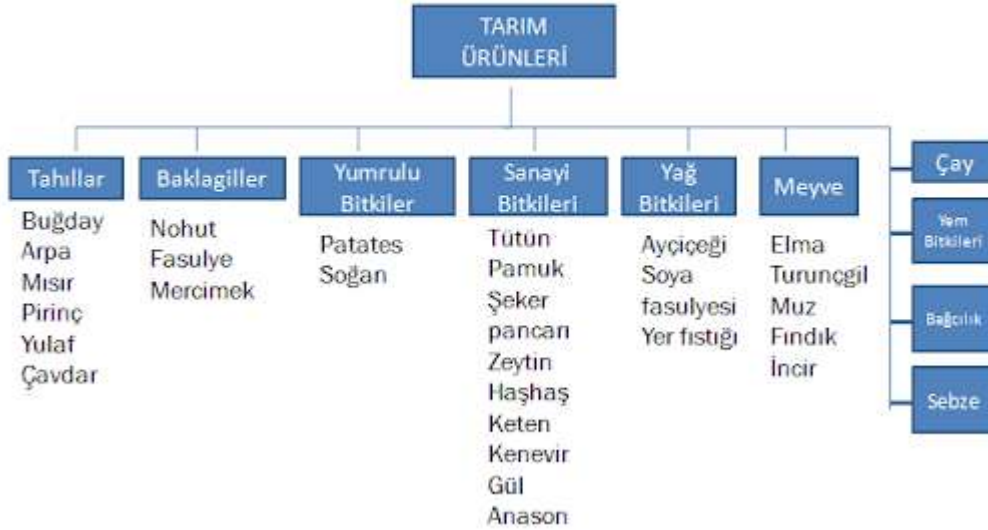 TARIM
ÜRÜNLERİ
Tahıllar
Buğday
Arpa
Mısır
Pirinç
Yulaf
Çavdar
Baklagiller
Nohut
Fasulye
Mercimek
Yumrulu
Bitkiler
Patates
Soğan
Sanayi
Bitkileri
Tütün
Pamuk
Şeker
pancarı
Zeytin
Haşhaş
Keten
Kenevir
Gül
Anason
Yağ
Bitkileri
Ayçiçeği
Soya
fasulyesi
Yer fıstığı
Meyve
Elma
Turunçgil
Muz
Fındık
İncir
Çay
Yem
Bitkileri
Bağcılık
Sebze